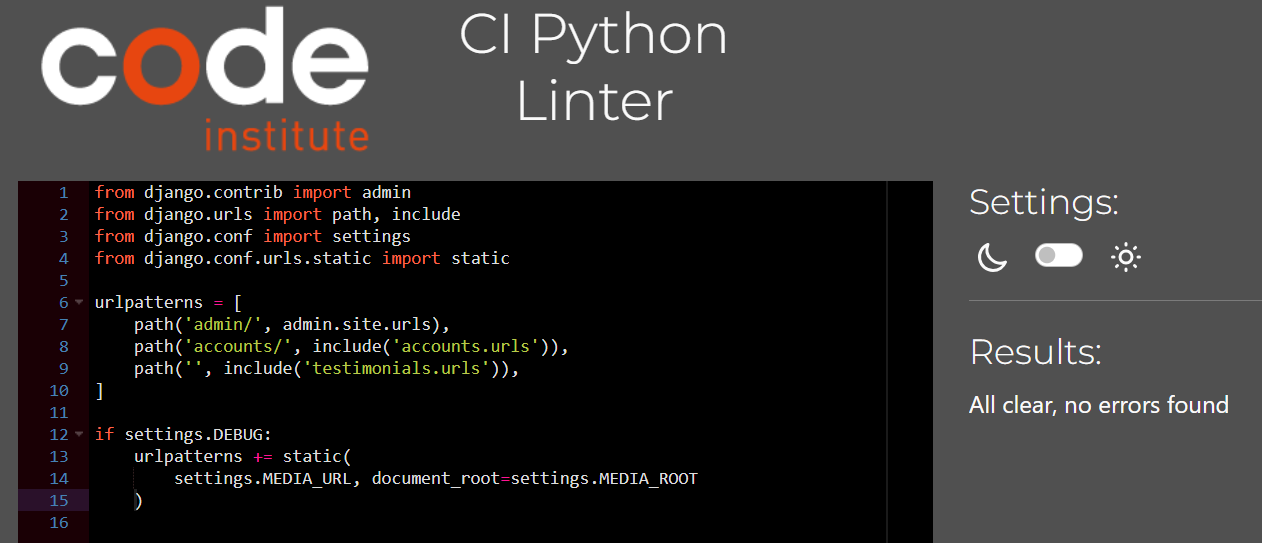 code
institute
CI Python
Linter
1 from django.contrib import admin
2 from django.urls import path, include
3 from django.conf import settings
4 from django.conf.urls.static import static
5
6 urlpatterns = [
7     path('admin/', admin.site.urls),
8     path('accounts/', include('accounts.urls')),
9     path('', include('testimonials.urls')),
10 ]
11
12 if settings.DEBUG:
13     urlpatterns += static(
14         settings.MEDIA_URL, document_root=settings.MEDIA_ROOT
15     )
16
Settings:
Results:
All clear, no errors found